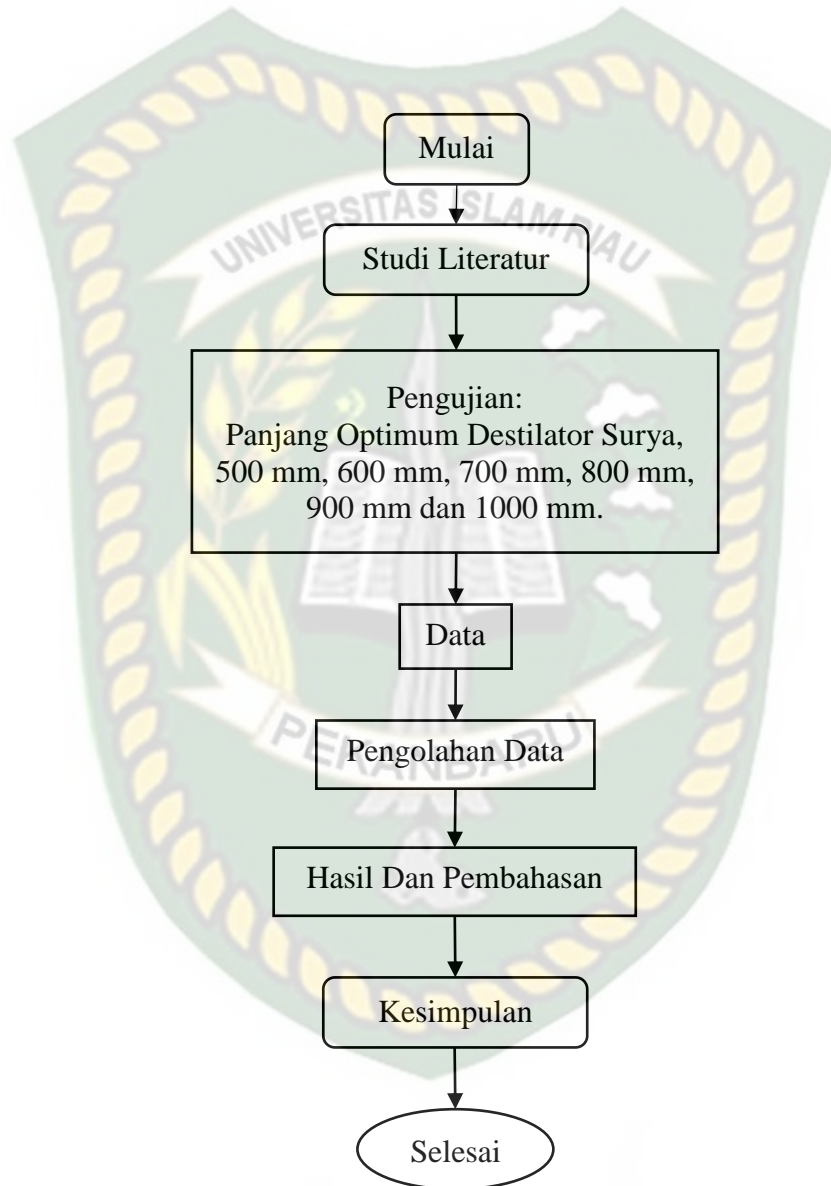 Mulai
UNIVERSITAS ISLAM RIAU
Studi Literatur
Pengujian:
Panjang Optimum Destilator Surya,
500 mm, 600 mm, 700 mm, 800 mm,
900 mm dan 1000 mm.
Data
PEKANBARU
Pengolahan Data
Hasil Dan Pembahasan
Kesimpulan
Selesai